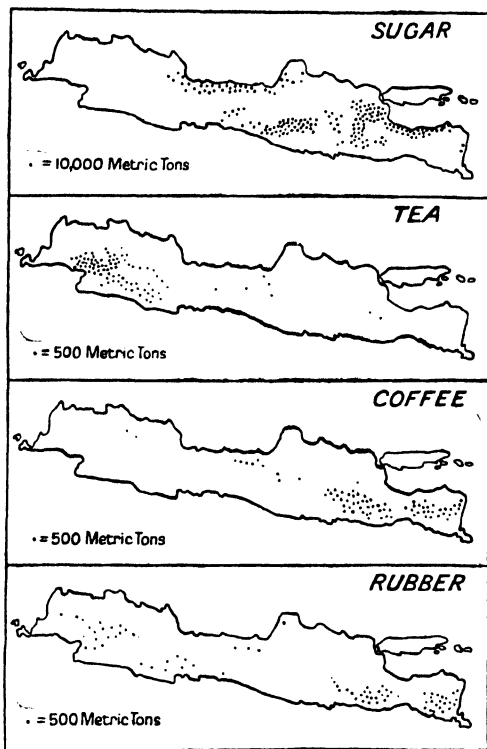 SUGAR
. = 10,000 Metric Tons
TEA
. = 500 Metric Tons
COFFEE
. = 500 Metric Tons
RUBBER
. = 500 Metric Tons